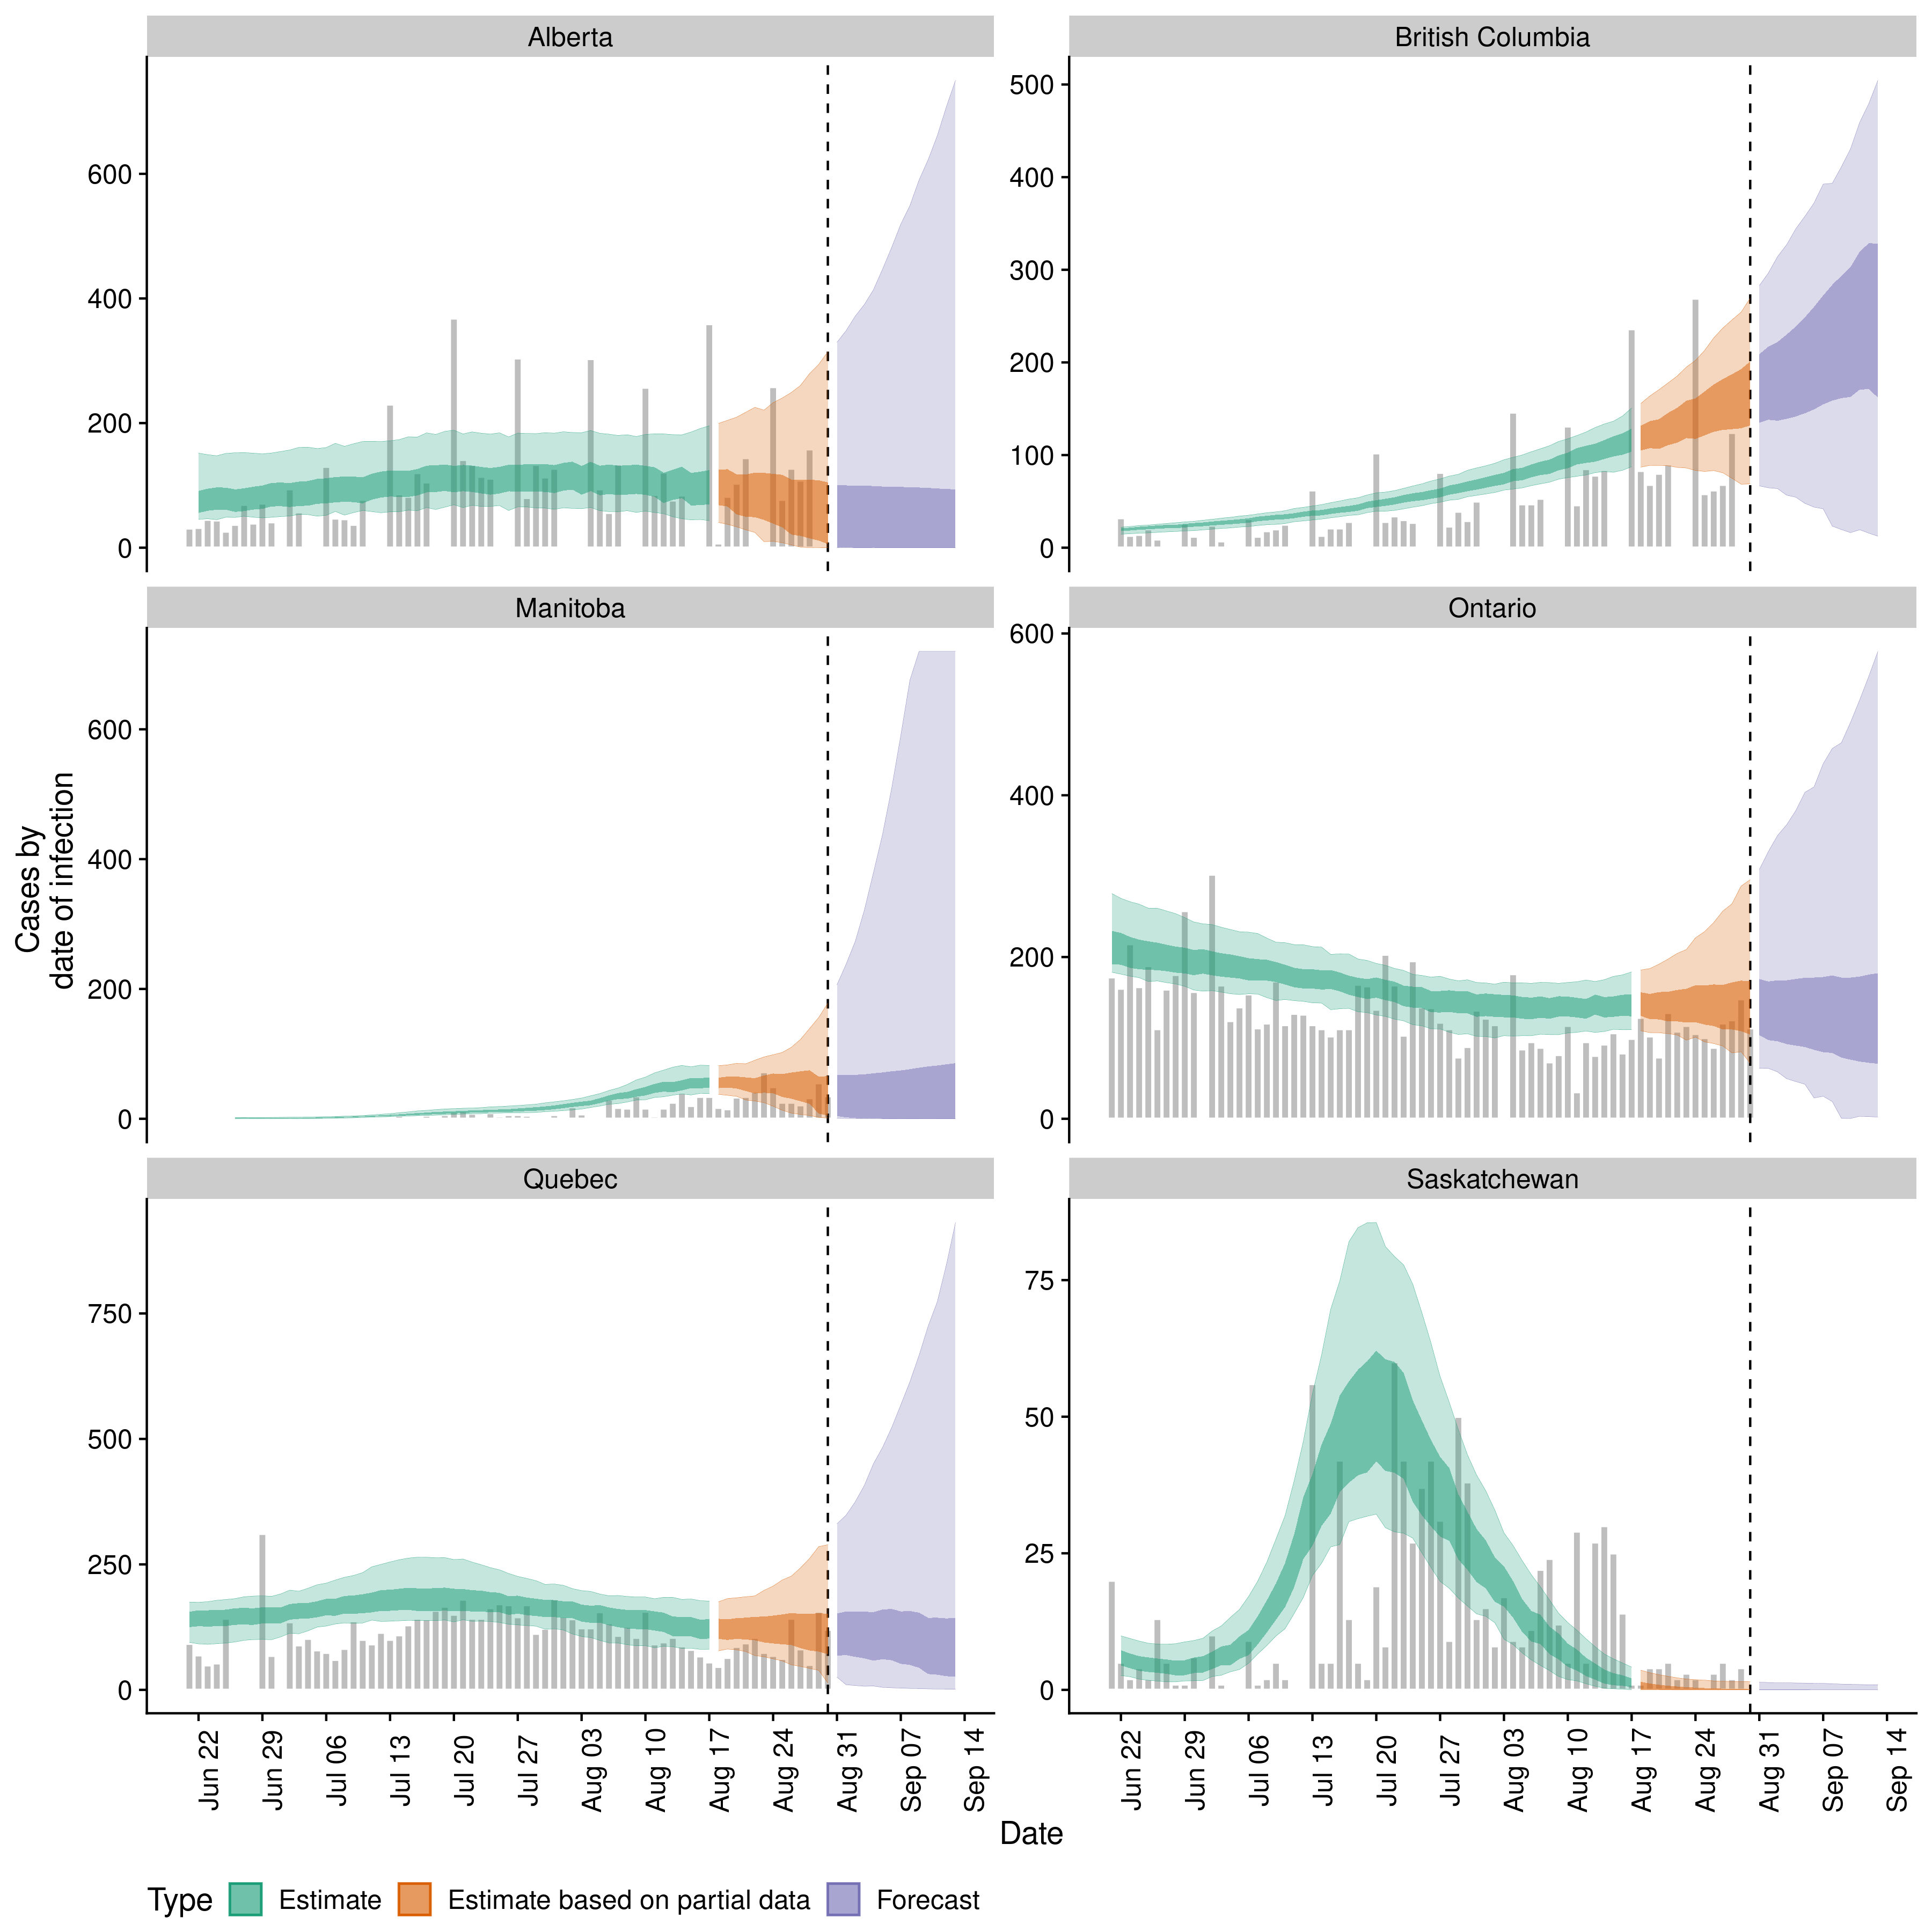 Alberta
British Columbia
600
400
200
0
500
400
300
200
100
0
Manitoba
Ontario
600
400
200
0
600
400
200
0
Quebec
Saskatchewan
750
500
250
0
75
50
25
0
Cases by
date of infection
Jun 22
Jun 29
Jul 06
Jul 13
Jul 20
Jul 27
Aug 03
Aug 10
Aug 17
Aug 24
Aug 31
Sep 07
Sep 14
Jun 22
Jun 29
Jul 06
Jul 13
Jul 20
Jul 27
Aug 03
Aug 10
Aug 17
Aug 24
Aug 31
Sep 07
Sep 14
Date
Type Estimate Estimate based on partial data Forecast